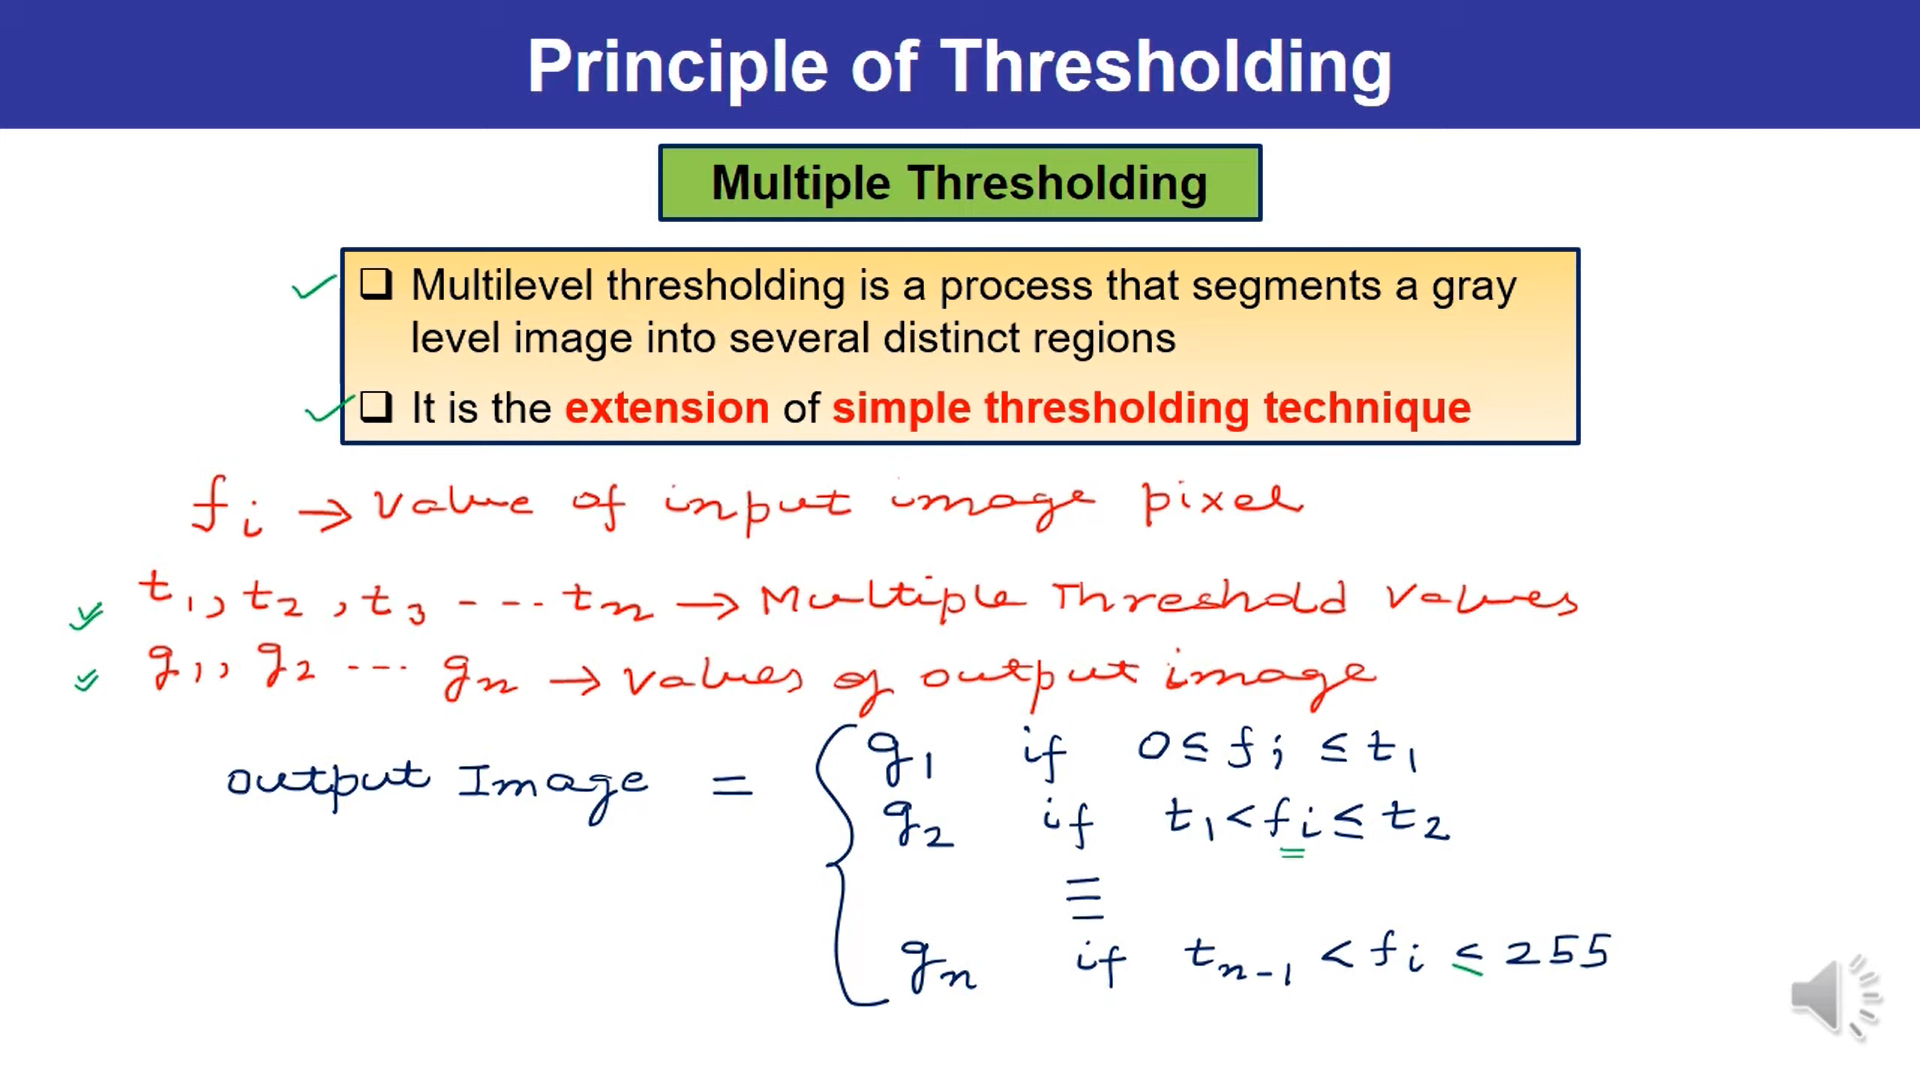 Principle of Thresholding
Multiple Thresholding
Multilevel thresholding is a process that segments a gray
level image into several distinct regions
It is the extension of simple thresholding technique
fi → value of input image pixel
t1, t2, t3 - --- tn → Multiple Threshold values
g1, g2 --- gn → values of output image
output Image = { g1 if 0 ≤ fi ≤ t1
g2 if t1 < fi ≤ t2
gn if tn-1 < fi ≤ 255